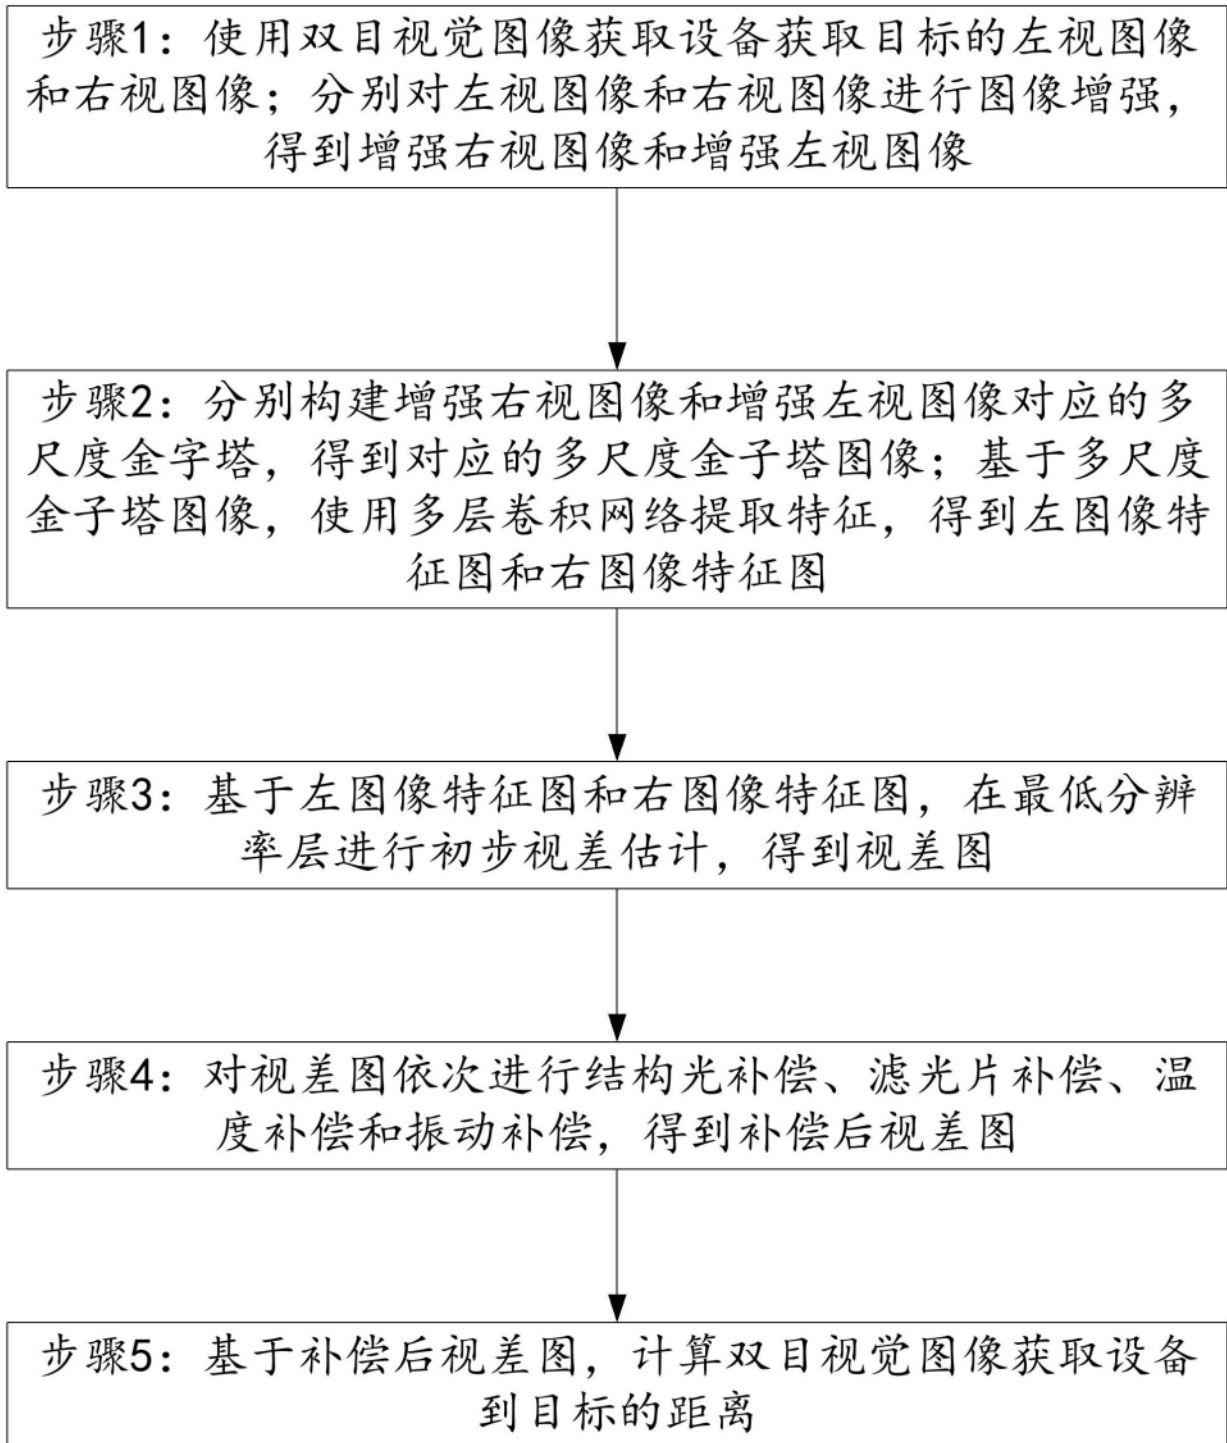 步骤1：使用双目视觉图像获取设备获取目标的左视图像
和右视图像；分别对左视图像和右视图像进行图像增强，
得到增强右视图像和增强左视图像
步骤2：分别构建增强右视图像和增强左视图像对应的多
尺度金字塔，得到对应的多尺度金子塔图像；基于多尺度
金子塔图像，使用多层卷积网络提取特征，得到左图像特
征图和右图像特征图
步骤3：基于左图像特征图和右图像特征图，在最低分辨
率层进行初步视差估计，得到视差图
步骤4：对视差图依次进行结构光补偿、滤光片补偿、温
度补偿和振动补偿，得到补偿后视差图
步骤5：基于补偿后视差图，计算双目视觉图像获取设备
到目标的距离